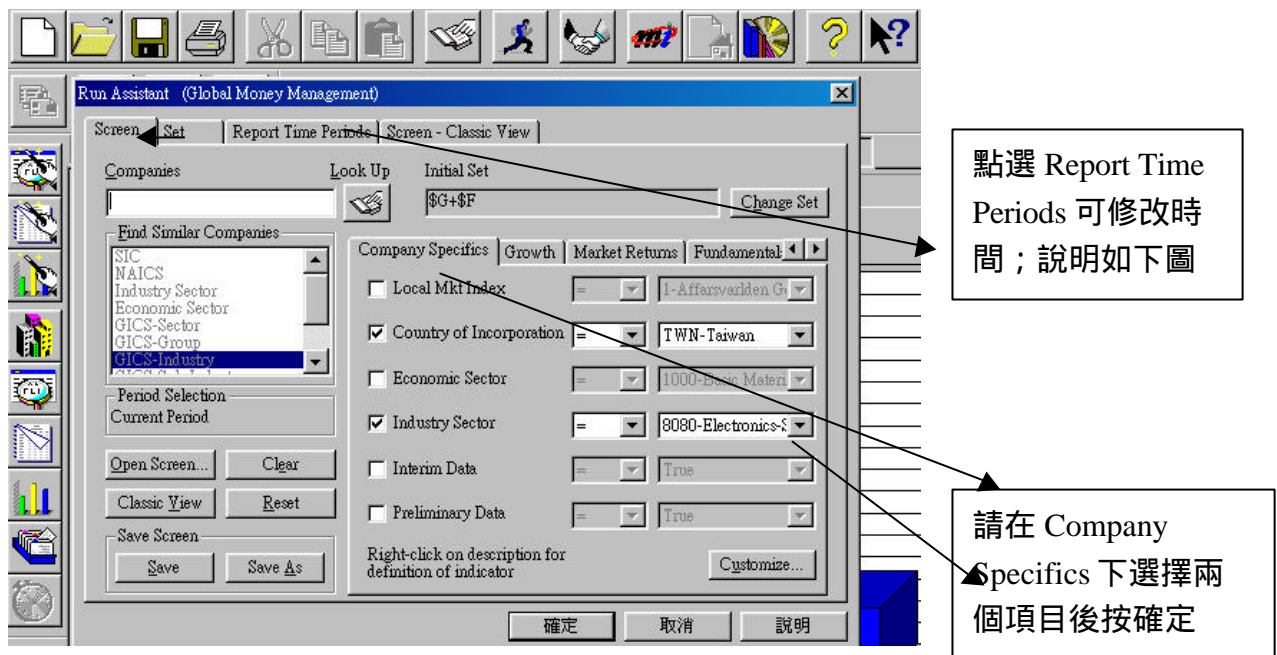 Run Assistant (Global Money Management)
Screen Set Report Time Periods Screen - Classic View
Companies Look Up Initial Set
$G+$F Change Set
Find Similar Companies
SIC
NAICS
Industry Sector
Economic Sector
GICS-Sector
GICS-Group
GICS-Industry
Period Selection
Current Period
Open Screen... Clear
Classic View Reset
Save Screen
Save Save As
Company Specifics Growth Market Returns Fundamental
Local Mkt Index = 1-Affarsvarlden G
Country of Incorporation = TWN-Taiwan
Economic Sector = 1000-Basic Materi
Industry Sector = 8080-Electronics-S
Interim Data = True
Preliminary Data = True
Right-click on description for
definition of indicator
Customize...
確定 取消 說明
點選 Report Time
Periods 可修改時
間；說明如下圖
請在 Company
Specifics 下選擇兩
個項目後按確定